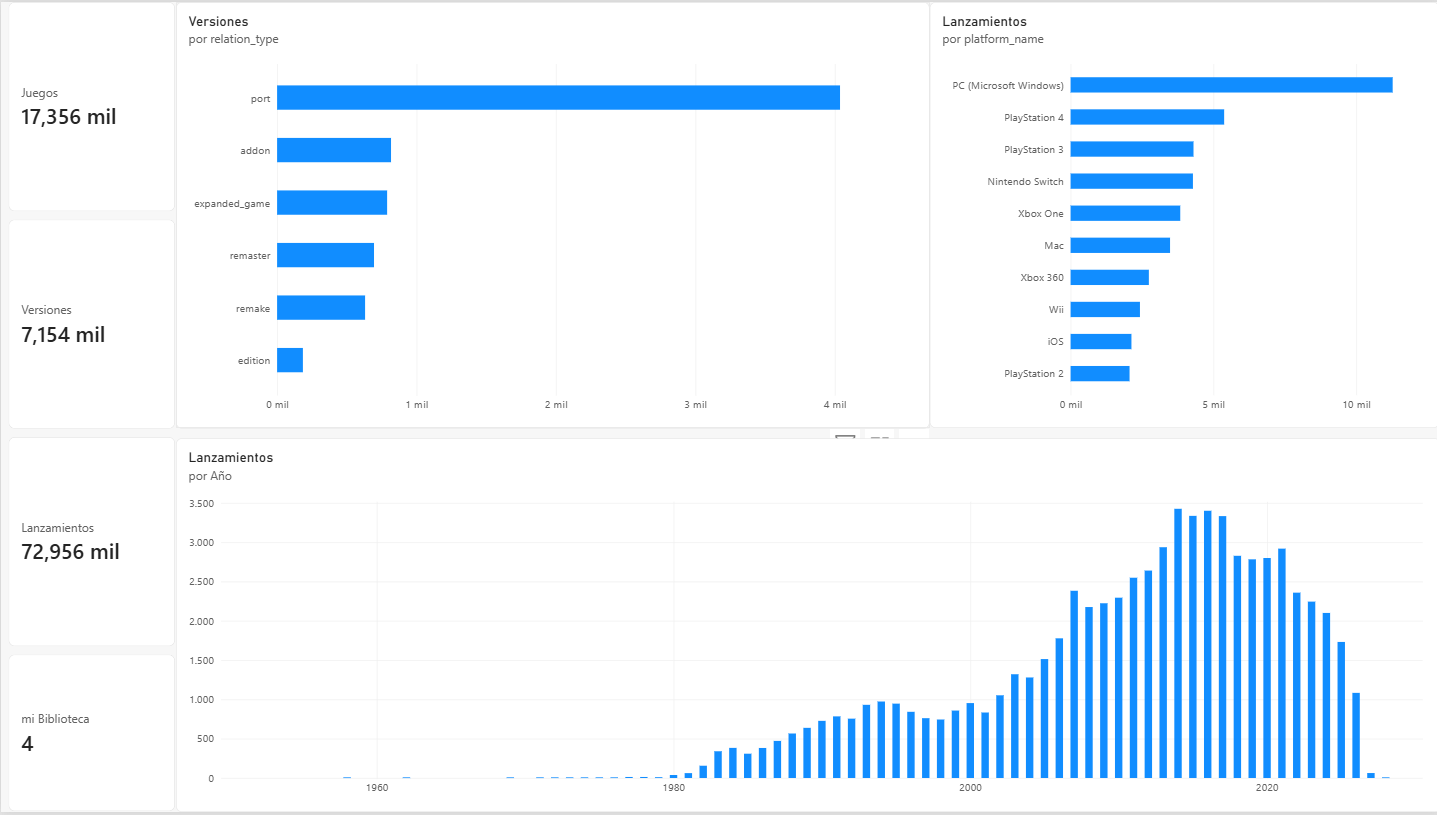 Juegos
17,356 mil
Versiones
7,154 mil
Lanzamientos
72,956 mil
mi Biblioteca
4
Versiones
por relation_type
port
addon
expanded_game
remaster
remake
edition
0 mil 1 mil 2 mil 3 mil 4 mil
Lanzamientos
por platform_name
PC (Microsoft Windows)
PlayStation 4
PlayStation 3
Nintendo Switch
Xbox One
Mac
Xbox 360
Wii
iOS
PlayStation 2
0 mil 5 mil 10 mil
Lanzamientos
por Año
3.500
3.000
2.500
2.000
1.500
1.000
500
0
1960 1980 2000 2020